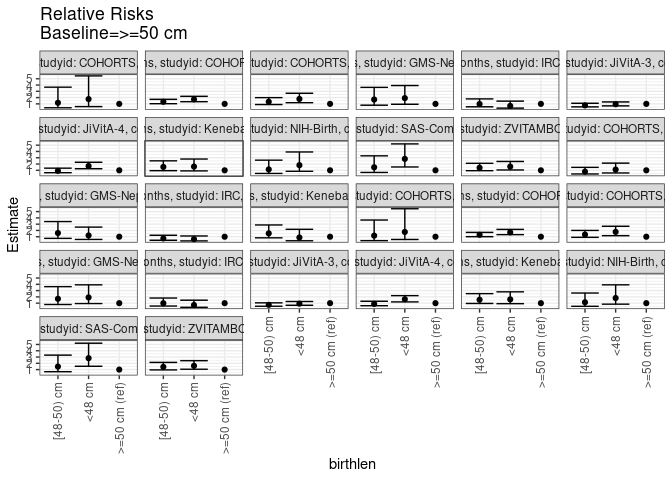 Relative Risks
Baseline=>=50 cm
studyid: COHORTS,
ns, studyid: COHOF
studyid: COHORTS,
s, studyid: GMS-Ne
onths, studyid: IRC
studyid: JiVitA-3, c
studyid: JiVitA-4, c
hs, studyid: Keneba
studyid: NIH-Birth, c
studyid: SAS-Com
studyid: ZVITAMBO
studyid: COHORTS,
studyid: GMS-Nep
onths, studyid: IRC,
s, studyid: Keneba
studyid: COHORTS,
ns, studyid: COHOF
studyid: COHORTS,
s, studyid: GMS-Ne
onths, studyid: IRC
studyid: JiVitA-3, c
studyid: JiVitA-4, c
hs, studyid: Keneba
studyid: NIH-Birth, c
studyid: SAS-Com
studyid: ZVITAMBO
Estimate
[48-50) cm
<48 cm
>=50 cm (ref)
[48-50) cm
<48 cm
>=50 cm (ref)
[48-50) cm
<48 cm
>=50 cm (ref)
[48-50) cm
<48 cm
>=50 cm (ref)
[48-50) cm
<48 cm
>=50 cm (ref)
[48-50) cm
<48 cm
>=50 cm (ref)
birthlen